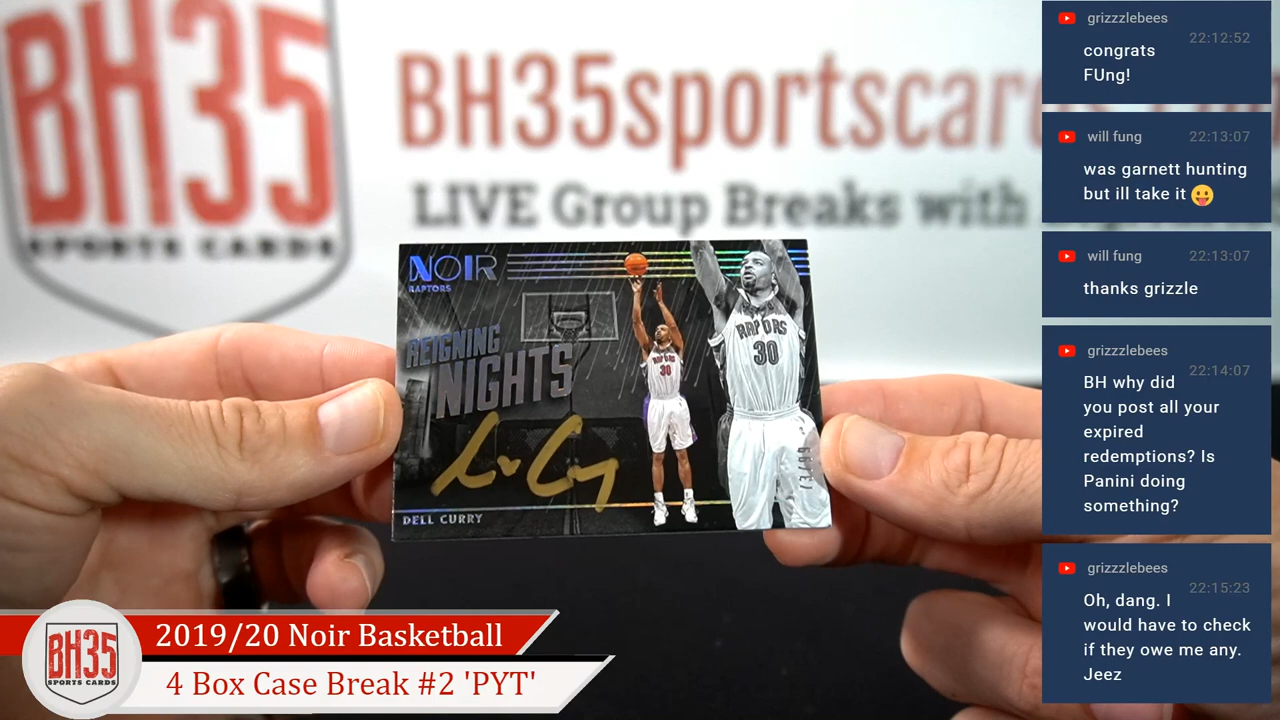 BH35
SPORTS CARDS
BH35sportscar
LIVE Group Breaks with
NOIR
RAPTORS
REIGNING
NIGHTS
RAPTORS
30
RAPTORS
30
DELL CURRY
BH35
SPORTS CARDS
2019/20 Noir Basketball
4 Box Case Break #2 'PYT'
grizzzlebees
22:12:52
congrats
FUng!
will fung 22:13:07
was garnett hunting
but ill take it 😛
will fung 22:13:07
thanks grizzle
grizzzlebees
22:14:07
BH why did
you post all your
expired
redemptions? Is
Panini doing
something?
grizzzlebees
22:15:23
Oh, dang. I
would have to check
if they owe me any.
Jeez